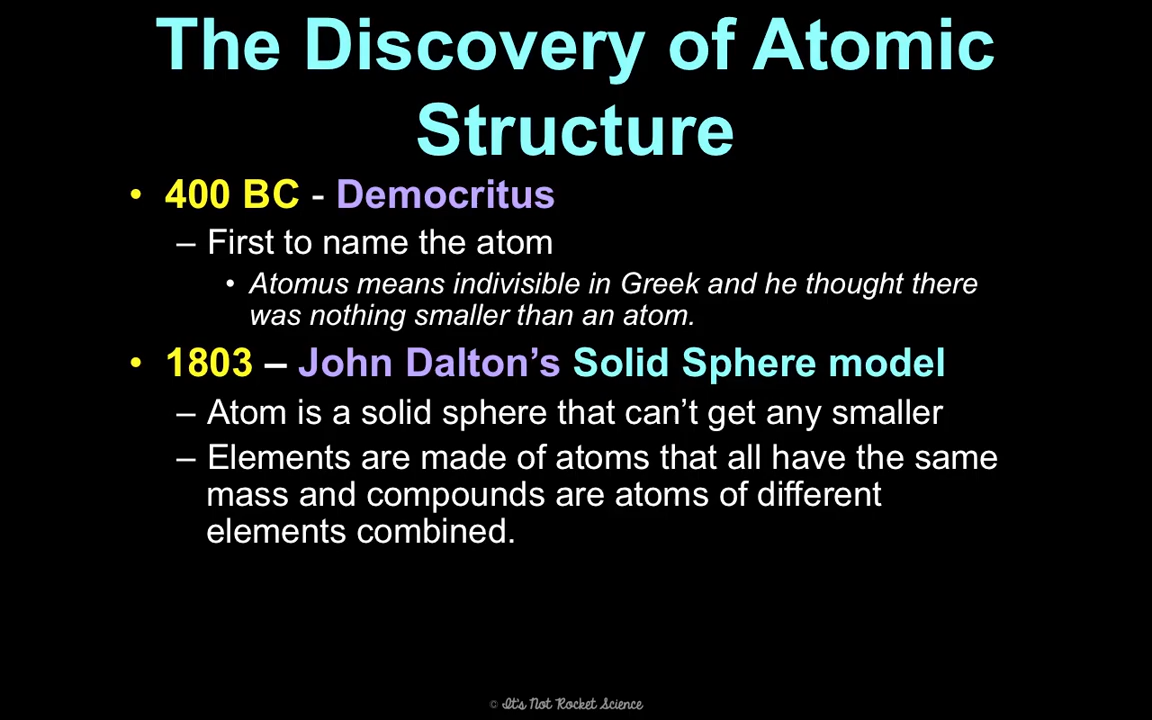 The Discovery of Atomic
Structure
• 400 BC - Democritus
– First to name the atom
• Atomus means indivisible in Greek and he thought there
was nothing smaller than an atom.
• 1803 – John Dalton’s Solid Sphere model
– Atom is a solid sphere that can’t get any smaller
– Elements are made of atoms that all have the same
mass and compounds are atoms of different
elements combined.
© It's Not Rocket Science